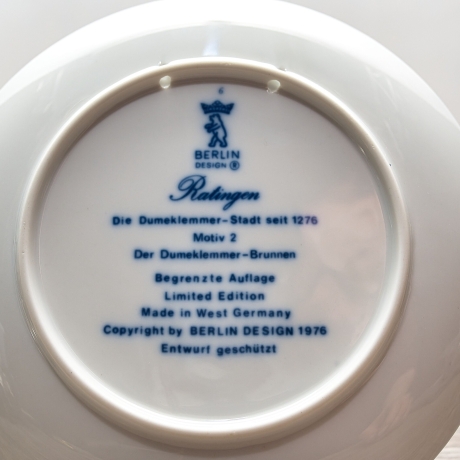 BERLIN
DESIGN ®
Ratingen
Die Dumeklemmer-Stadt seit 1276
Motiv 2
Der Dumeklemmer-Brunnen
Begrenzte Auflage
Limited Edition
Made in West Germany
Copyright by BERLIN DESIGN 1976
Entwurf geschützt